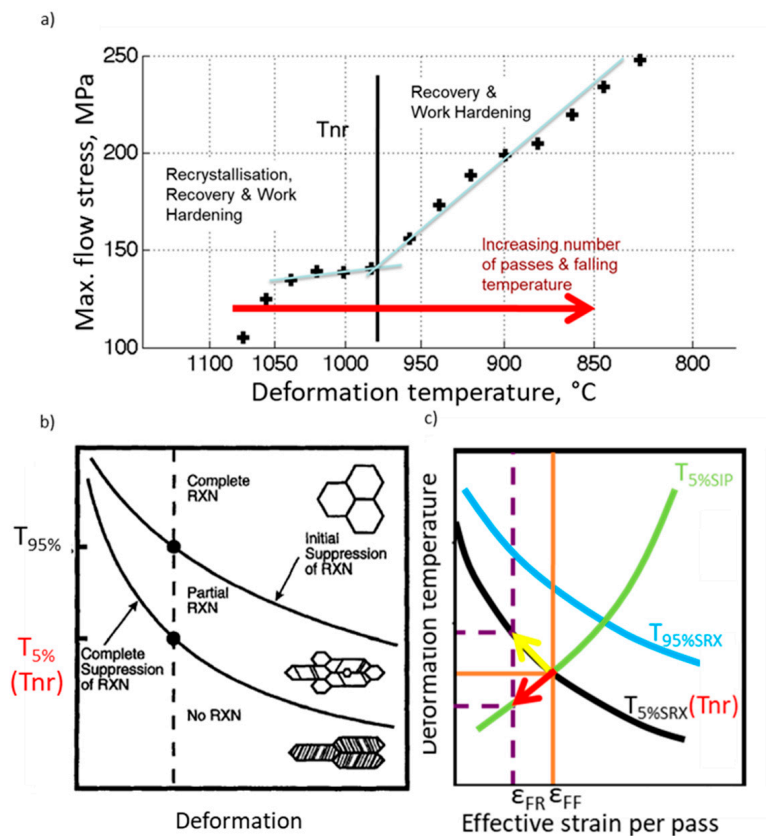 a)
Max. flow stress, MPa
250
200
150
100
Tnr
Recovery &
Work Hardening
Recrystallisation,
Recovery & Work
Hardening
Increasing number
of passes & falling
temperature
1100
1050
1000
950
900
850
800
Deformation temperature, °C
b)
T95%
T5%
(Tnr)
Complete
RXN
Initial
Suppression
of RXN
Partial
RXN
Complete
Suppression
of RXN
No RXN
Deformation
c)
Deformation temperature
T5%SIP
T95%SRX
T5%SRX(Tnr)
εFR
εFF
Effective strain per pass